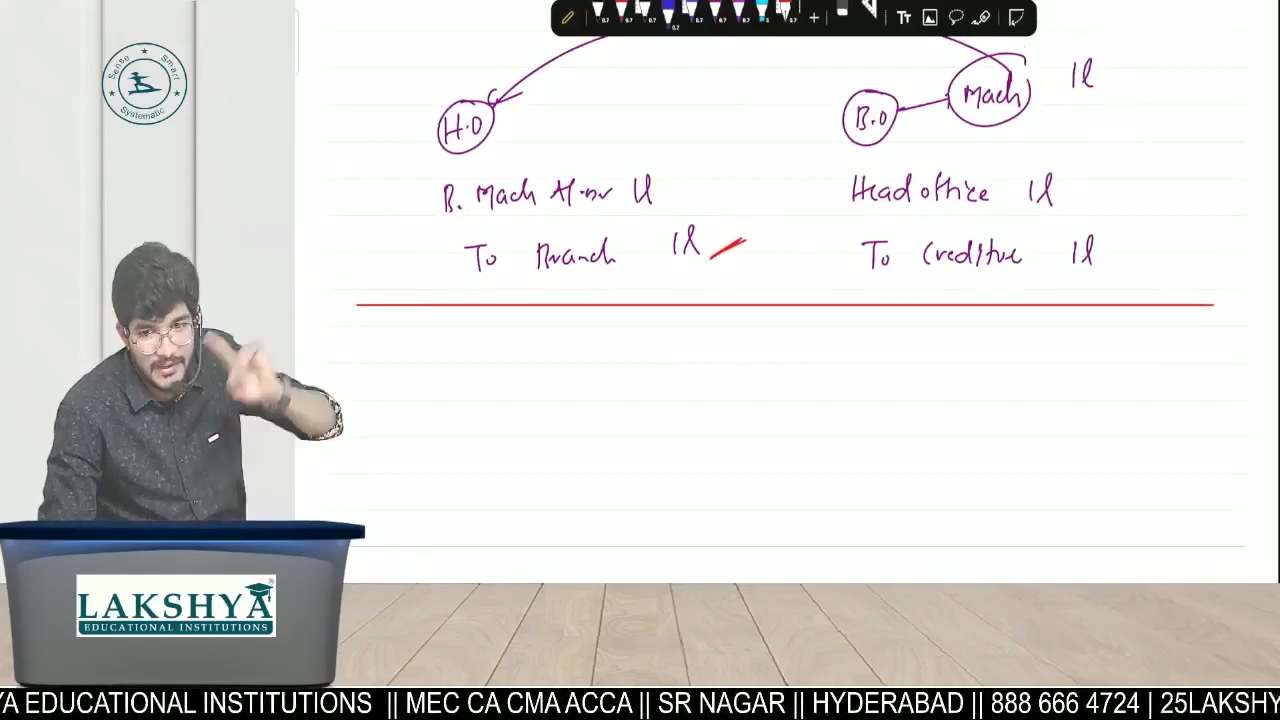 Sense Smart
Systematic
H.O
B.O
Mach
1l
B. Mach A/
Head office 1l
To Branch 1l
To Creditor 1l
LAKSHYA®
EDUCATIONAL INSTITUTIONS
YA EDUCATIONAL INSTITUTIONS || MEC CA CMA ACCA || SR NAGAR || HYDERABAD || 888 666 4724 | 25LAKSHY